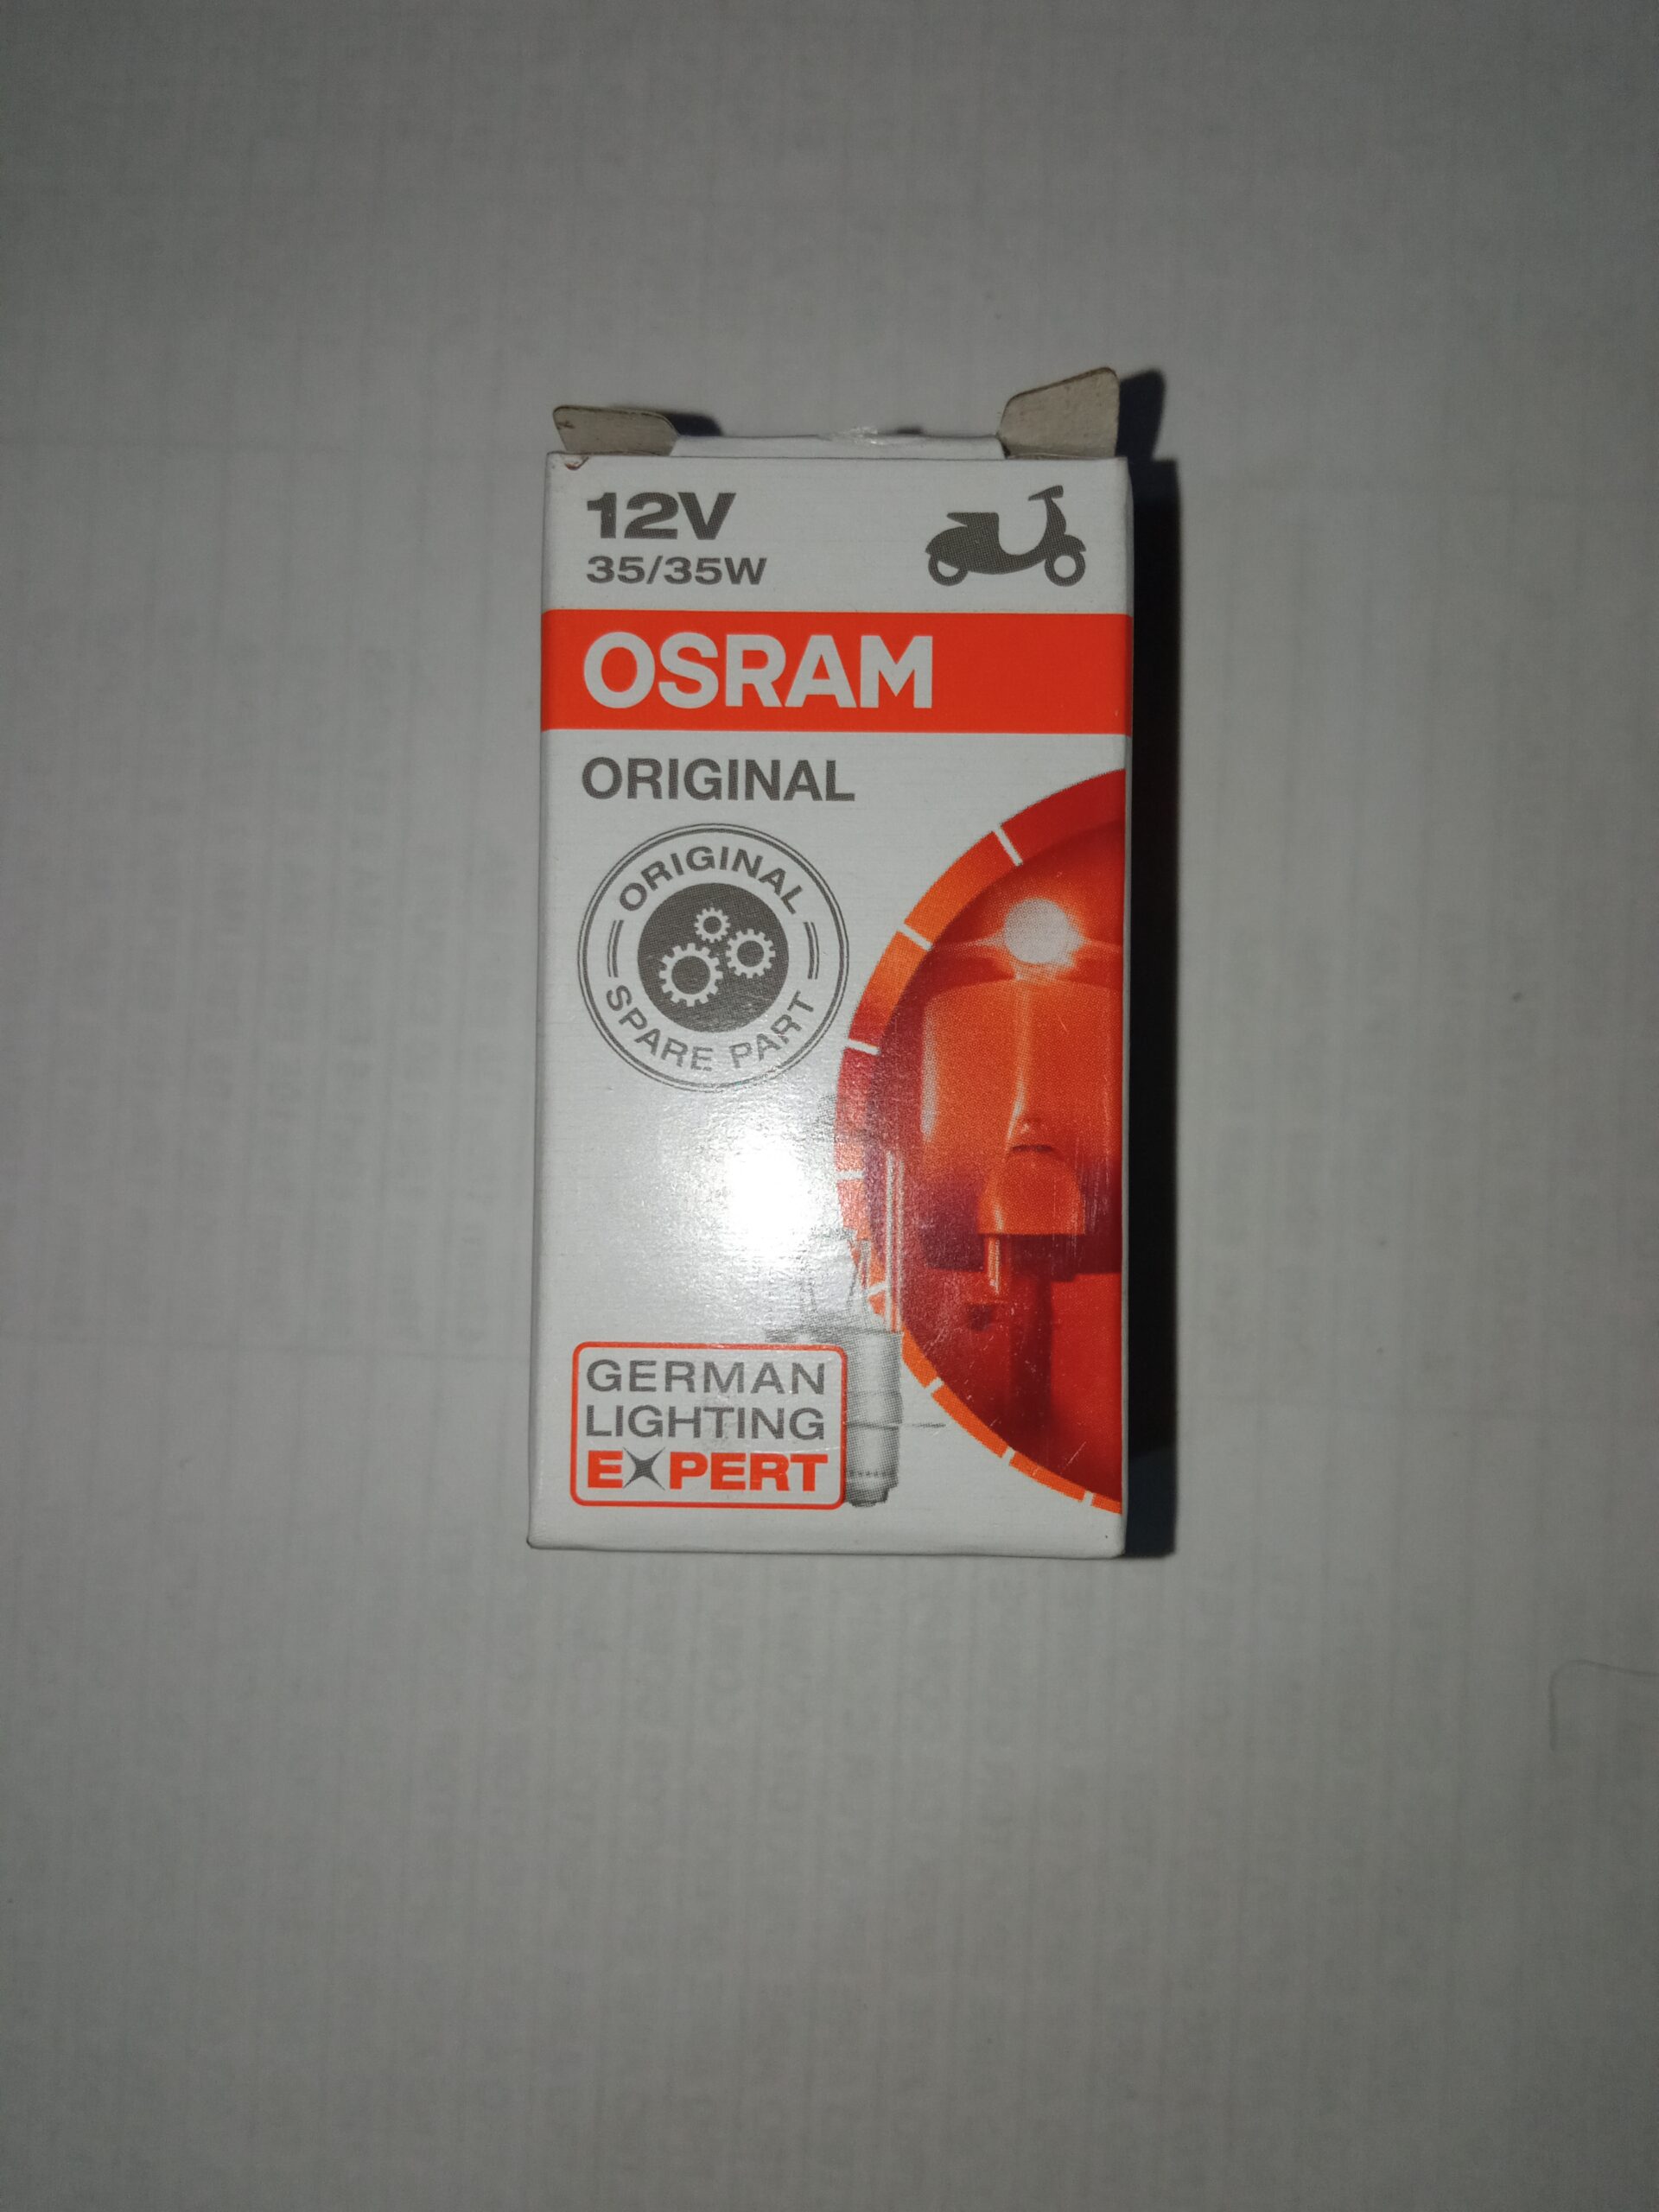 12V
35/35W
OSRAM
ORIGINAL
ORIGINAL
SPARE PART
GERMAN
LIGHTING
EXPERT